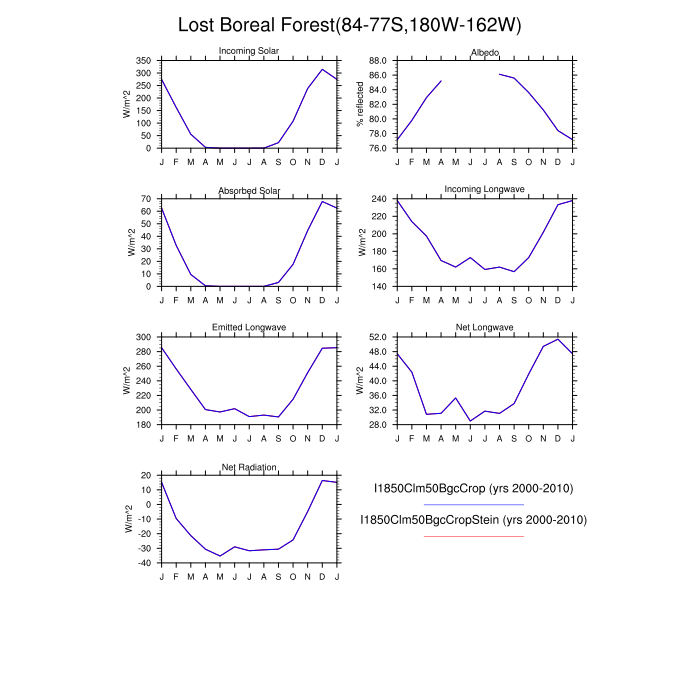 Lost Boreal Forest(84-77S,180W-162W)
Incoming Solar
W/m^2
350
300
250
200
150
100
50
0
J F M A M J J A S O N D J
Albedo
% reflected
88.0
86.0
84.0
82.0
80.0
78.0
76.0
J F M A M J J A S O N D J
Absorbed Solar
W/m^2
70
60
50
40
30
20
10
0
J F M A M J J A S O N D J
Incoming Longwave
W/m^2
240
220
200
180
160
140
J F M A M J J A S O N D J
Emitted Longwave
W/m^2
300
280
260
240
220
200
180
J F M A M J J A S O N D J
Net Longwave
W/m^2
52.0
48.0
44.0
40.0
36.0
32.0
28.0
J F M A M J J A S O N D J
Net Radiation
W/m^2
20
10
0
-10
-20
-30
-40
J F M A M J J A S O N D J
I1850Clm50BgcCrop (yrs 2000-2010)
I1850Clm50BgcCropStein (yrs 2000-2010)